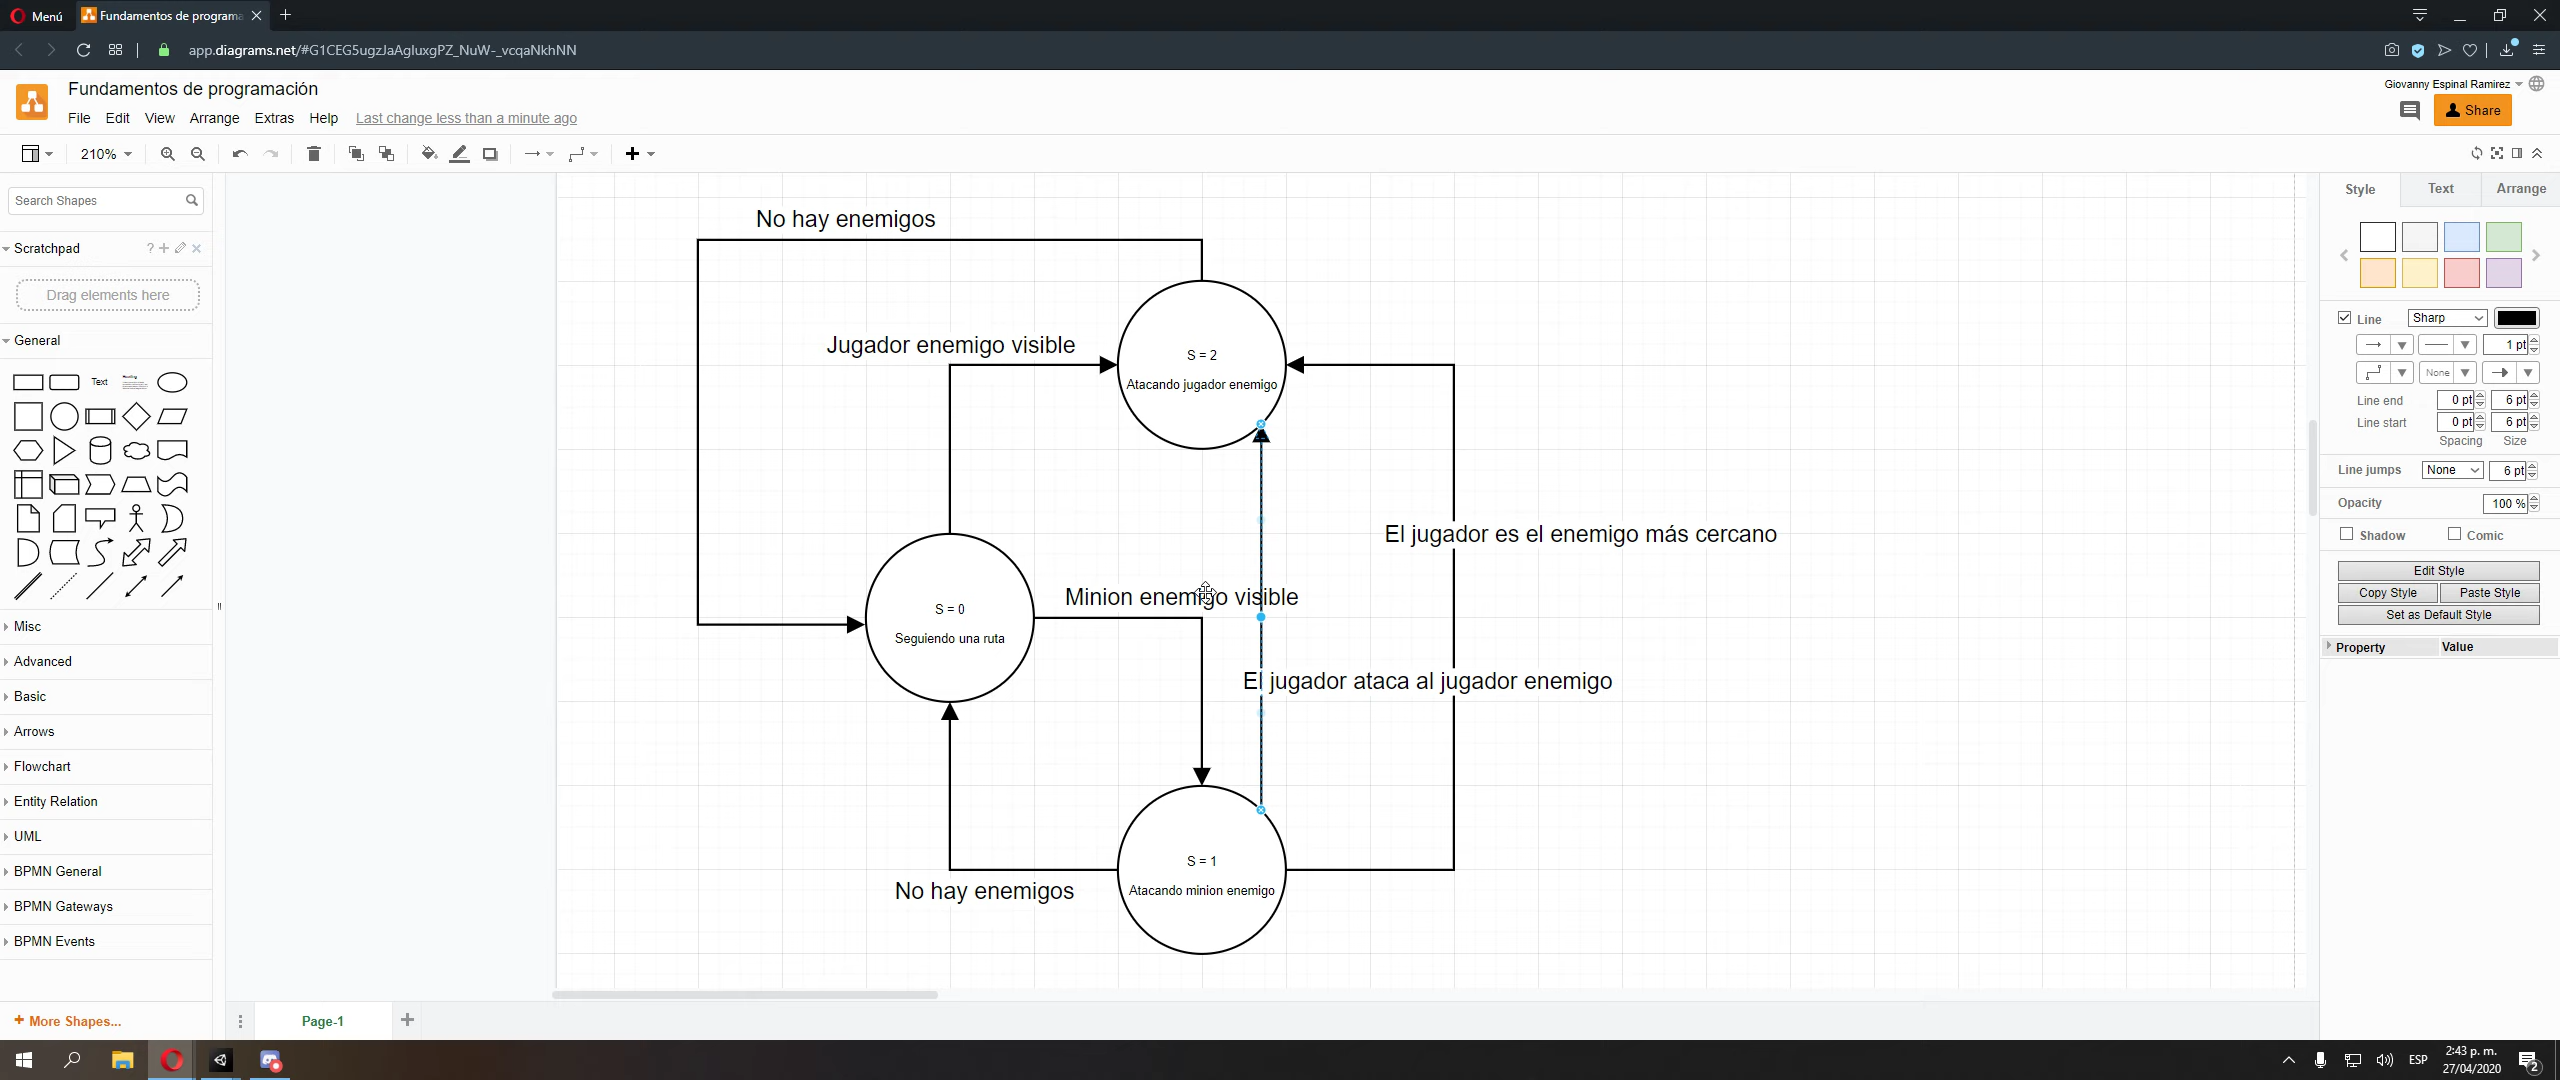 Menú
Fundamentos de programa
app.diagrams.net/#G1CEG5ugzJaAgluxgPZ_NuW-_vcqaNkhNN
Fundamentos de programación
Giovanny Espinal Ramirez
File Edit View Arrange Extras Help Last change less than a minute ago
Share
210%
Search Shapes
Scratchpad
?
Drag elements here
General
Text
Heading
Misc
Advanced
Basic
Arrows
Flowchart
Entity Relation
UML
BPMN General
BPMN Gateways
BPMN Events
+ More Shapes...
No hay enemigos
Jugador enemigo visible
S = 2
Atacando jugador enemigo
El jugador es el enemigo más cercano
Minion enemigo visible
S = 0
Seguiendo una ruta
El jugador ataca al jugador enemigo
S = 1
Atacando minion enemigo
No hay enemigos
Page-1
Style Text Arrange
Line Sharp
1 pt
None
Line end 0 pt 6 pt
Line start 0 pt 6 pt
Spacing Size
Line jumps None 6 pt
Opacity 100 %
Shadow Comic
Edit Style
Copy Style Paste Style
Set as Default Style
Property Value
ESP
2:43 p. m.
27/04/2020
2